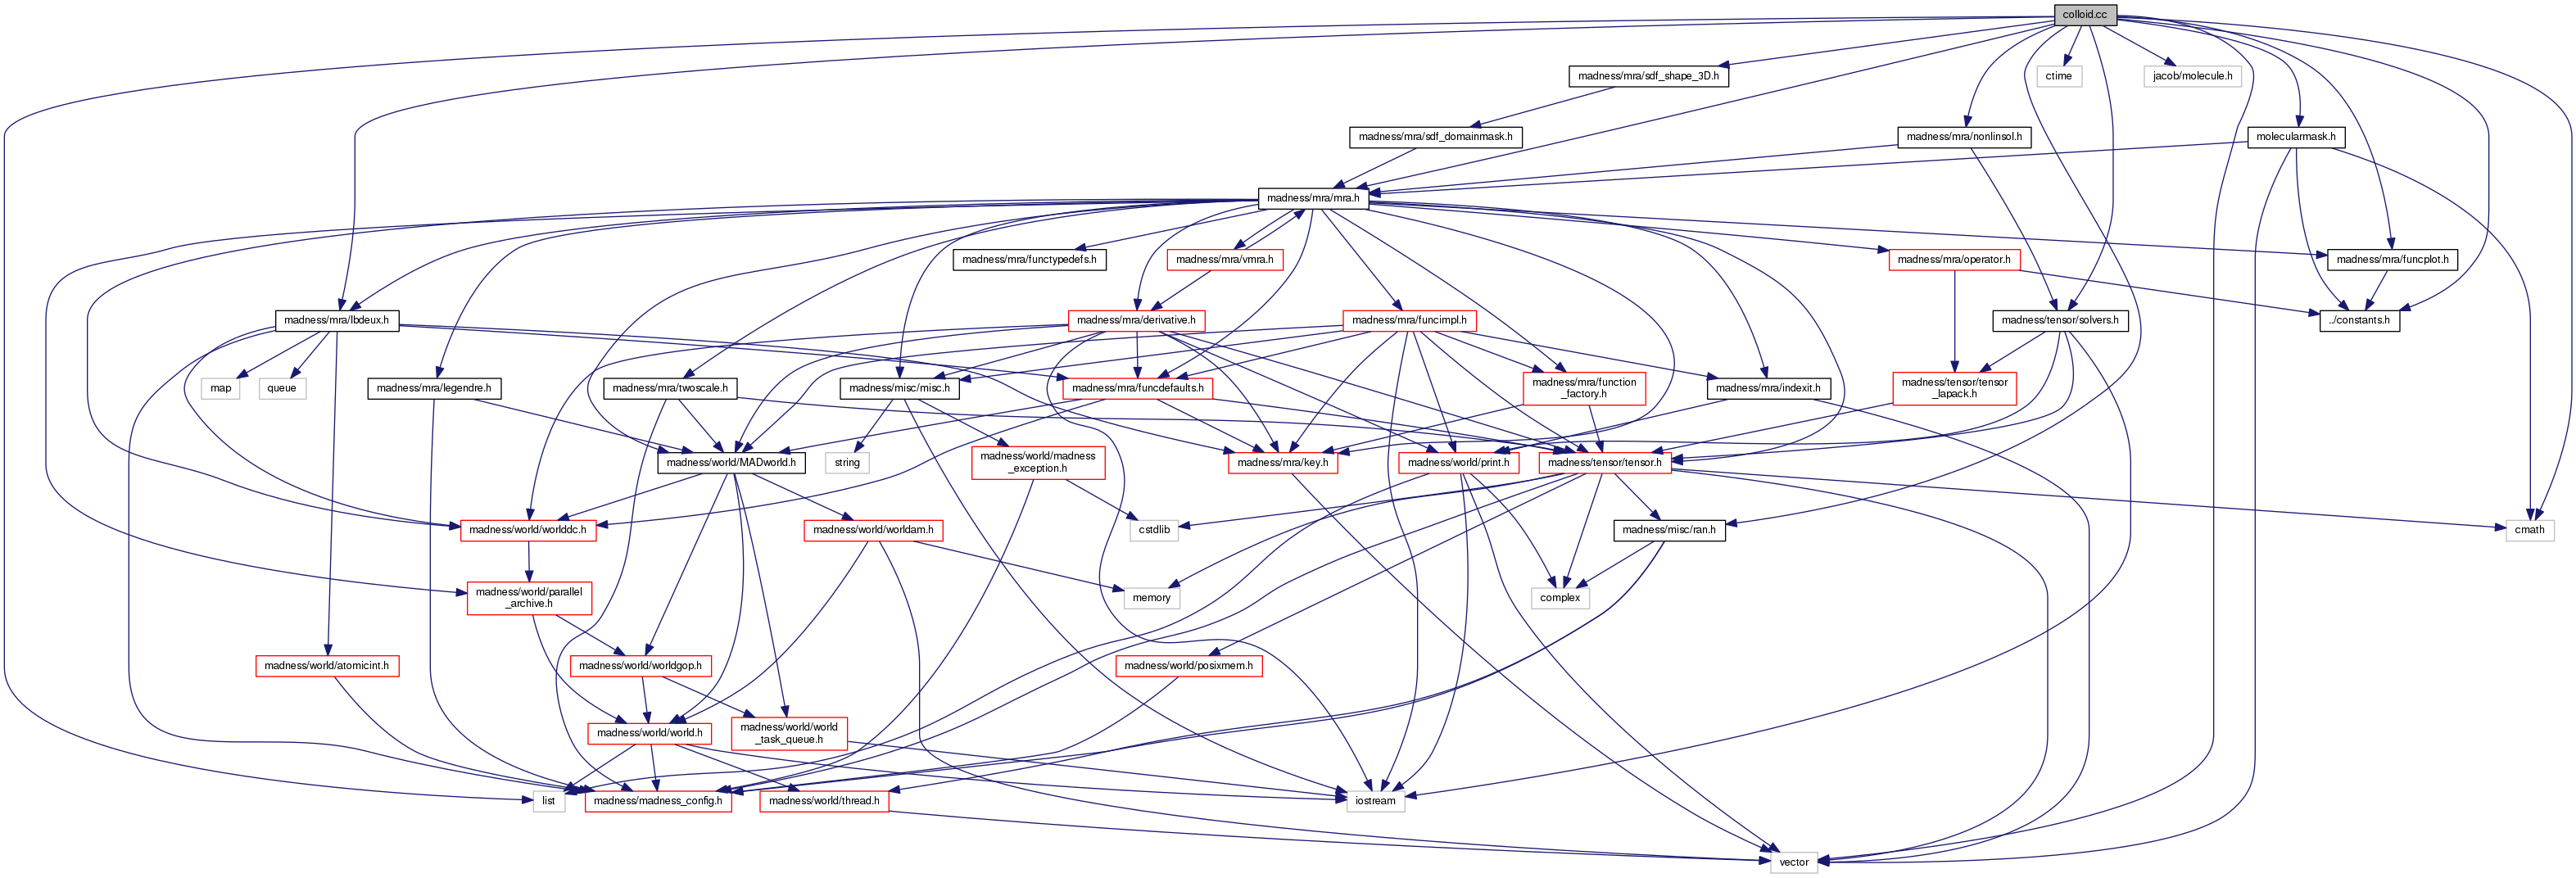 colloid.cc
madness/mra/sdf_shape_3D.h
ctime
jacob/molecule.h
madness/mra/sdf_domainmask.h
madness/mra/nonlinsol.h
molecularmask.h
madness/mra/mra.h
madness/mra/functypedefs.h
madness/mra/vmra.h
madness/mra/operator.h
madness/mra/funcplot.h
madness/mra/lbdeux.h
madness/mra/derivative.h
madness/mra/funcimpl.h
madness/tensor/solvers.h
../constants.h
map
queue
madness/mra/legendre.h
madness/mra/twoscale.h
madness/misc/misc.h
madness/mra/funcdefaults.h
madness/mra/function
_factory.h
madness/mra/indexit.h
madness/tensor/tensor
_lapack.h
madness/world/MADworld.h
string
madness/world/madness
_exception.h
madness/mra/key.h
madness/world/print.h
madness/tensor/tensor.h
madness/world/worlddc.h
madness/world/worldam.h
cstdlib
madness/misc/ran.h
cmath
madness/world/parallel
_archive.h
memory
complex
madness/world/atomicint.h
madness/world/worldgop.h
madness/world/posixmem.h
madness/world/world.h
madness/world/world
_task_queue.h
list
madness/madness_config.h
madness/world/thread.h
iostream
vector